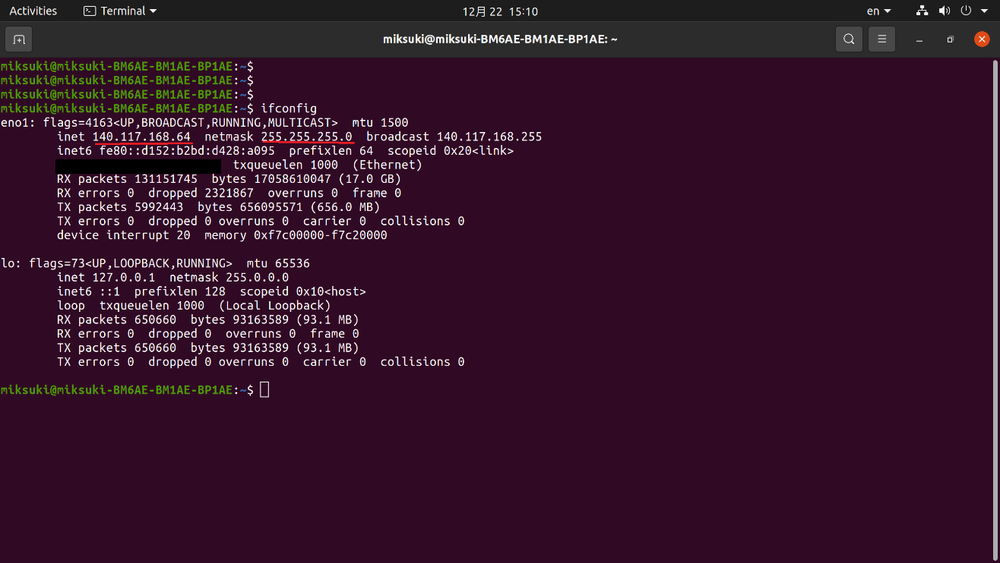 Activities Terminal 12月 22 15:10 en
miksuki@miksuki-BM6AE-BM1AE-BP1AE: ~
miksuki@miksuki-BM6AE-BM1AE-BP1AE:~$
miksuki@miksuki-BM6AE-BM1AE-BP1AE:~$
miksuki@miksuki-BM6AE-BM1AE-BP1AE:~$
miksuki@miksuki-BM6AE-BM1AE-BP1AE:~$ ifconfig
eno1: flags=4163<UP,BROADCAST,RUNNING,MULTICAST>  mtu 1500
        inet 140.117.168.64  netmask 255.255.255.0  broadcast 140.117.168.255
        inet6 fe80::d152:b2bd:d428:a095  prefixlen 64  scopeid 0x20<link>
        txqueuelen 1000  (Ethernet)
        RX packets 131151745  bytes 17058610047 (17.0 GB)
        RX errors 0  dropped 2321867  overruns 0  frame 0
        TX packets 5992443  bytes 656095571 (656.0 MB)
        TX errors 0  dropped 0 overruns 0  carrier 0  collisions 0
        device interrupt 20  memory 0xf7c00000-f7c20000
lo: flags=73<UP,LOOPBACK,RUNNING>  mtu 65536
        inet 127.0.0.1  netmask 255.0.0.0
        inet6 ::1  prefixlen 128  scopeid 0x10<host>
        loop  txqueuelen 1000  (Local Loopback)
        RX packets 650660  bytes 93163589 (93.1 MB)
        RX errors 0  dropped 0  overruns 0  frame 0
        TX packets 650660  bytes 93163589 (93.1 MB)
        TX errors 0  dropped 0 overruns 0  carrier 0  collisions 0
miksuki@miksuki-BM6AE-BM1AE-BP1AE:~$